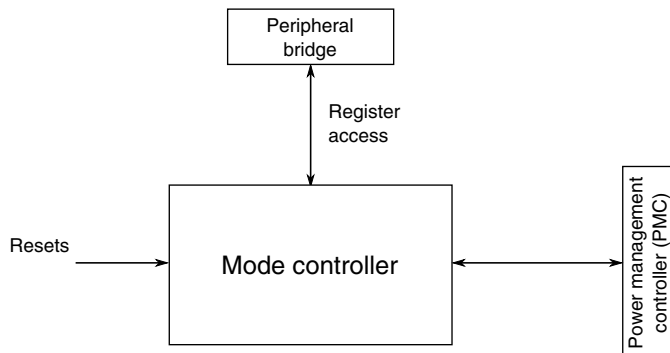 Peripheral
bridge
Register
access
Resets
Mode controller
Power management
controller (PMC)